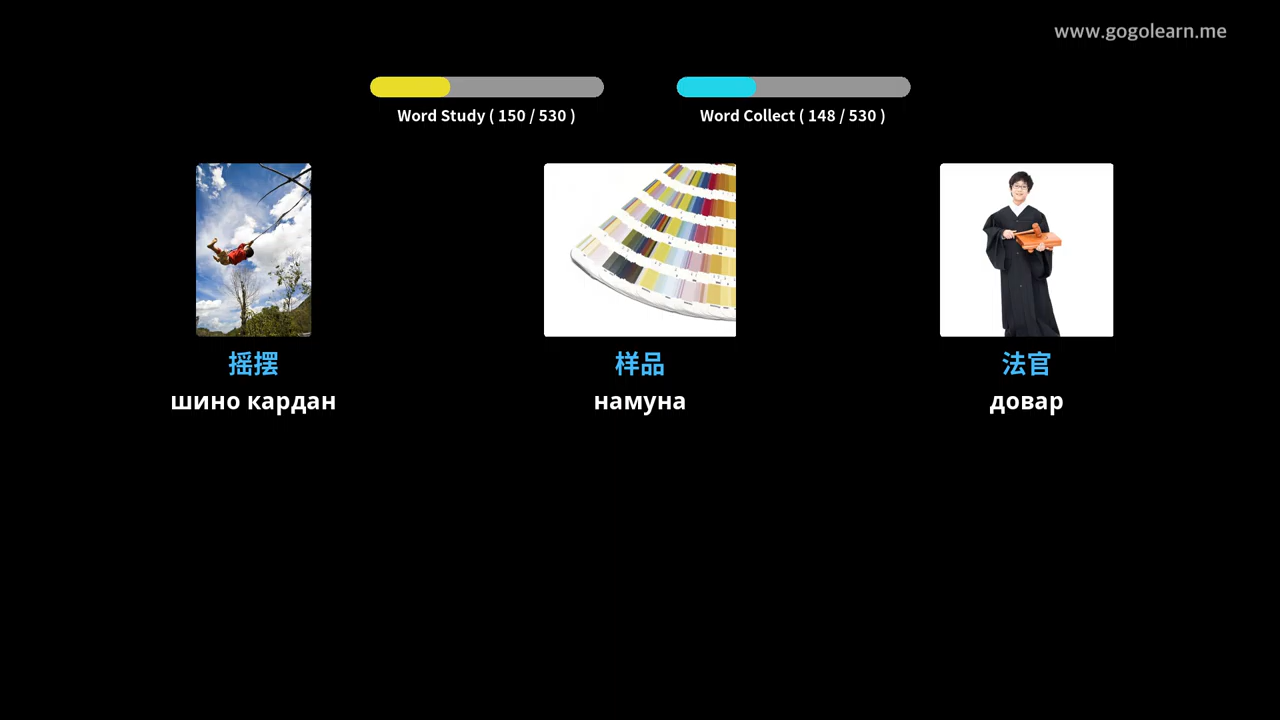 www.gogolearn.me
Word Study ( 150 / 530 )
Word Collect ( 148 / 530 )
摇摆
样品
法官
шино кардан
намуна
довар